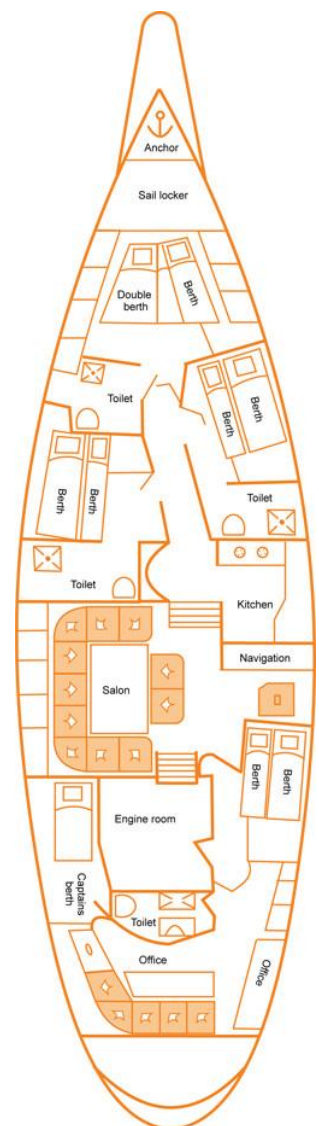 Anchor
Sail locker
Double
berth
Berth
Toilet
Berth
Berth
Berth
Berth
Toilet
Toilet
Kitchen
Navigation
Salon
Berth
Berth
Engine room
Captains
berth
Toilet
Office
Office